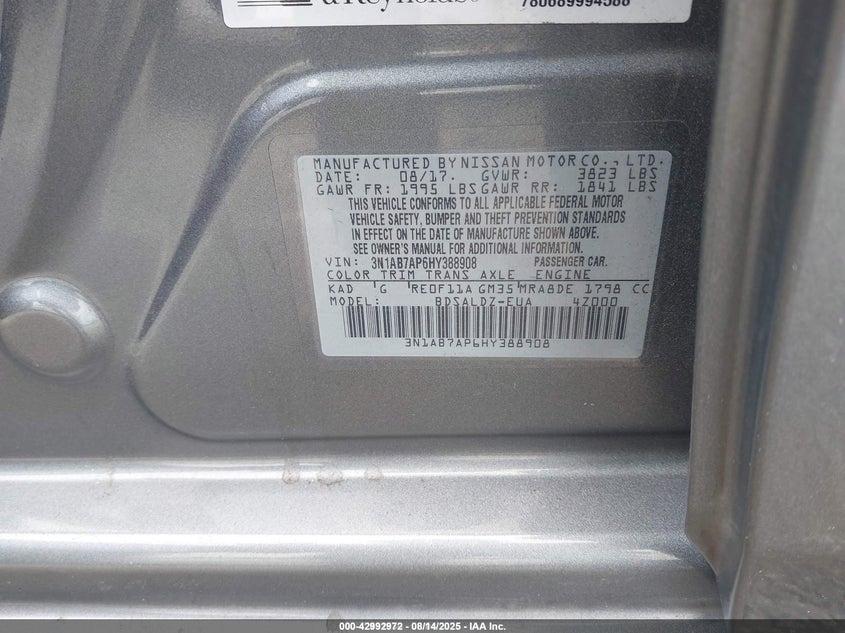 780689994588
MANUFACTURED BY NISSAN MOTOR CO., LTD.
DATE: 08/17. GVWR: 3823 LBS
GAWR FR: 1995 LBS GAWR RR: 1841 LBS
THIS VEHICLE CONFORMS TO ALL APPLICABLE FEDERAL MOTOR
VEHICLE SAFETY, BUMPER AND THEFT PREVENTION STANDARDS
IN EFFECT ON THE DATE OF MANUFACTURE SHOWN ABOVE.
SEE OWNER'S MANUAL FOR ADDITIONAL INFORMATION.
VIN: 3N1AB7AP6HY388908 PASSENGER CAR.
COLOR TRIM TRANS AXLE ENGINE
KAD G RE0F11A GM35 MRA8DE 1798 CC
MODEL: BDSALDZ-EUA 4Z000
3N1AB7AP6HY388908
000-42992972 - 08/14/2025 - IAA Inc.